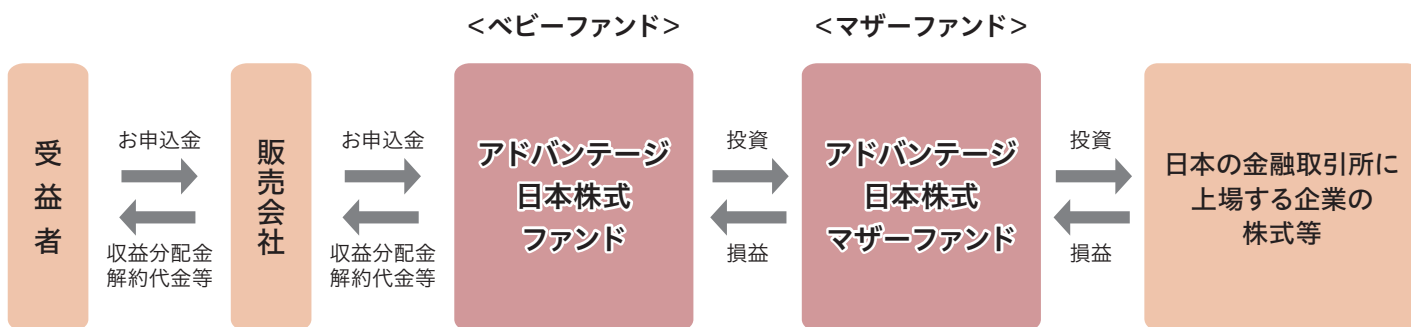 <ベビーファンド>
<マザーファンド>
受益者
お申込金
収益分配金
解約代金等
販売会社
お申込金
収益分配金
解約代金等
アドバンテージ
日本株式
ファンド
投資
損益
アドバンテージ
日本株式
マザーファンド
投資
損益
日本の金融取引所に
上場する企業の
株式等